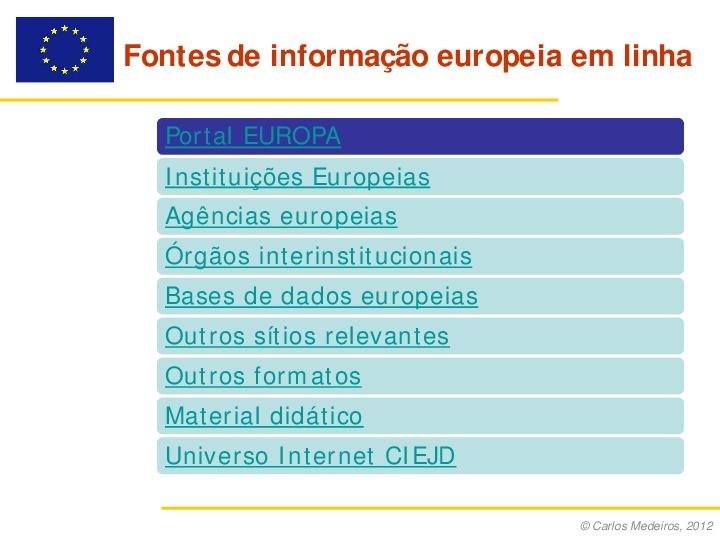 Fontes de informação europeia em linha
Portal EUROPA
Instituições Europeias
Agências europeias
Órgãos interinstitucionais
Bases de dados europeias
Outros sítios relevantes
Outros formatos
Material didático
Universo Internet CIEJD
© Carlos Medeiros, 2012